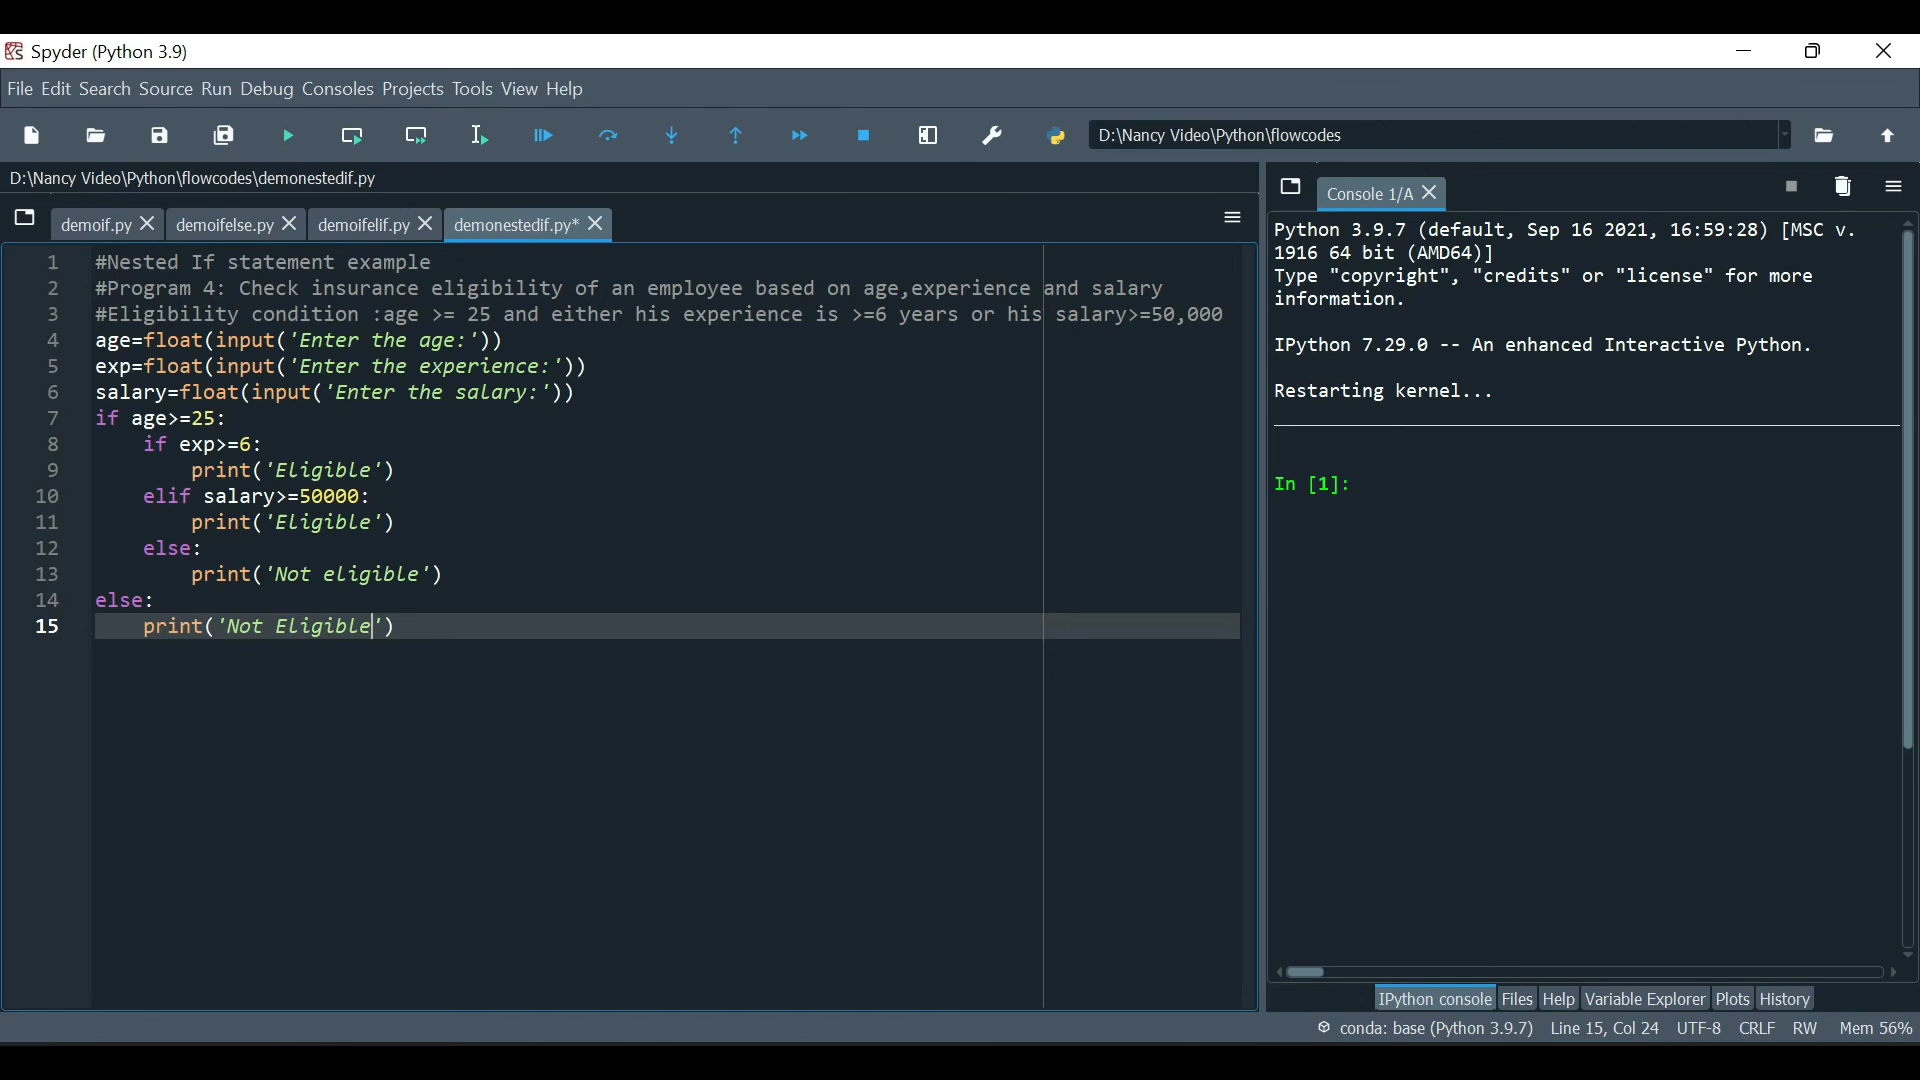 Spyder (Python 3.9)
File Edit Search Source Run Debug Consoles Projects Tools View Help
D:\Nancy Video\Python\flowcodes
D:\Nancy Video\Python\flowcodes\demonestedif.py
demoif.py demoifelse.py demoifelif.py demonestedif.py*
1 #Nested If statement example
2 #Program 4: Check insurance eligibility of an employee based on age,experience and salary
3 #Eligibility condition :age >= 25 and either his experience is >=6 years or his salary>=50,000
4 age=float(input('Enter the age:'))
5 exp=float(input('Enter the experience:'))
6 salary=float(input('Enter the salary:'))
7 if age>=25:
8     if exp>=6:
9         print('Eligible')
10     elif salary>=50000:
11         print('Eligible')
12     else:
13         print('Not eligible')
14 else:
15     print('Not Eligible')
Console 1/A
Python 3.9.7 (default, Sep 16 2021, 16:59:28) [MSC v.
1916 64 bit (AMD64)]
Type "copyright", "credits" or "license" for more
information.
IPython 7.29.0 -- An enhanced Interactive Python.
Restarting kernel...
In [1]:
IPython console Files Help Variable Explorer Plots History
conda: base (Python 3.9.7) Line 15, Col 24 UTF-8 CRLF RW Mem 56%